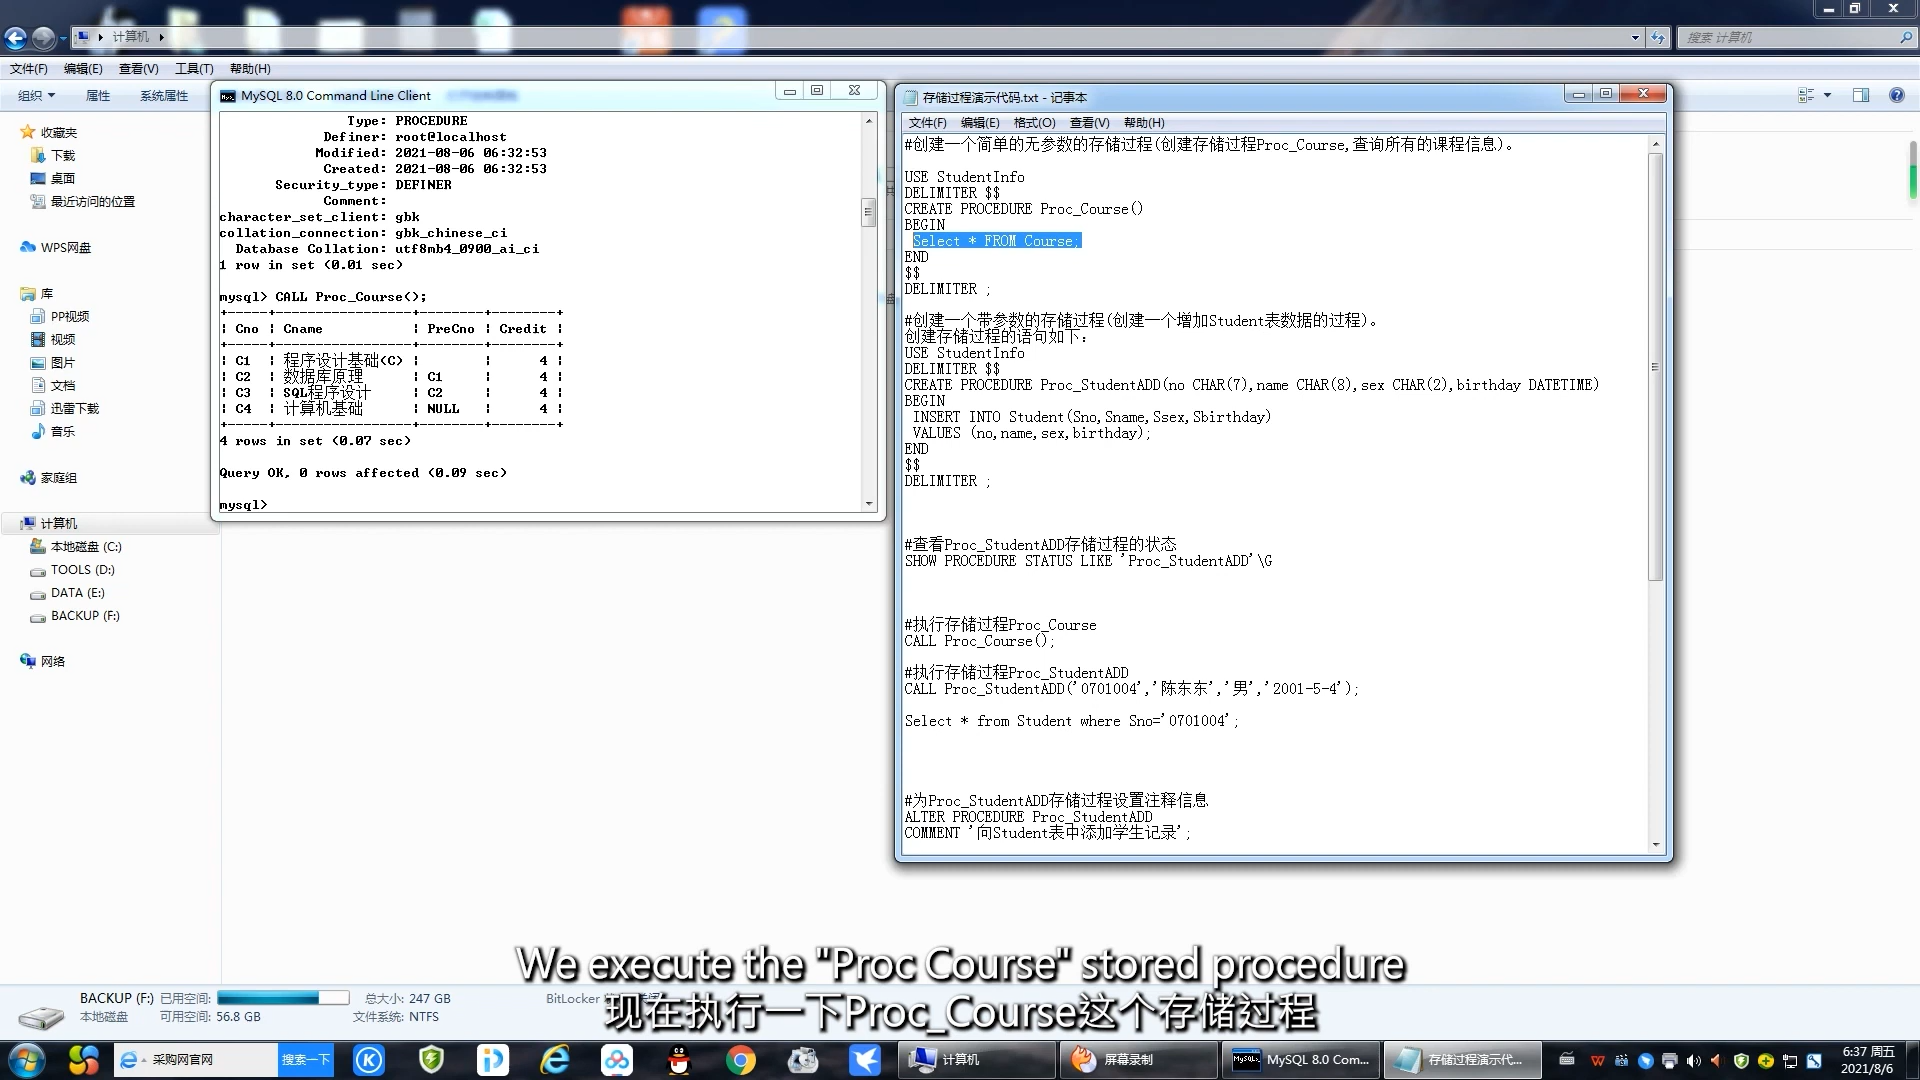 计算机
搜索 计算机
文件(F) 编辑(E) 查看(V) 工具(T) 帮助(H)
组织 属性 系统属性
收藏夹
下载
桌面
最近访问的位置
WPS网盘
库
PP视频
视频
图片
文档
迅雷下载
音乐
家庭组
计算机
本地磁盘 (C:)
TOOLS (D:)
DATA (E:)
BACKUP (F:)
网络
MySQL 8.0 Command Line Client
Type: PROCEDURE
Definer: root@localhost
Modified: 2021-08-06 06:32:53
Created: 2021-08-06 06:32:53
Security_type: DEFINER
Comment:
character_set_client: gbk
collation_connection: gbk_chinese_ci
Database Collation: utf8mb4_0900_ai_ci
1 row in set (0.01 sec)
mysql> CALL Proc_Course();
+-----+-----------------+--------+--------+
| Cno | Cname | PreCno | Credit |
+-----+-----------------+--------+--------+
| C1 | 程序设计基础(C) | | 4 |
| C2 | 数据库原理 | C1 | 4 |
| C3 | SQL程序设计 | C2 | 4 |
| C4 | 计算机基础 | NULL | 4 |
+-----+-----------------+--------+--------+
4 rows in set (0.07 sec)
Query OK, 0 rows affected (0.09 sec)
mysql>
存储过程演示代码.txt - 记事本
文件(F) 编辑(E) 格式(O) 查看(V) 帮助(H)
#创建一个简单的无参数的存储过程(创建存储过程Proc_Course,查询所有的课程信息)。
USE StudentInfo
DELIMITER $$
CREATE PROCEDURE Proc_Course()
BEGIN
Select * FROM Course;
END
$$
DELIMITER ;
#创建一个带参数的存储过程(创建一个增加Student表数据的过程)。
创建存储过程的语句如下：
USE StudentInfo
DELIMITER $$
CREATE PROCEDURE Proc_StudentADD(no CHAR(7),name CHAR(8),sex CHAR(2),birthday DATETIME)
BEGIN
INSERT INTO Student(Sno,Sname,Ssex,Sbirthday)
VALUES (no,name,sex,birthday);
END
$$
DELIMITER ;
#查看Proc_StudentADD存储过程的状态
SHOW PROCEDURE STATUS LIKE 'Proc_StudentADD'\G
#执行存储过程Proc_Course
CALL Proc_Course();
#执行存储过程Proc_StudentADD
CALL Proc_StudentADD('0701004','陈东东','男','2001-5-4');
Select * from Student where Sno='0701004';
#为Proc_StudentADD存储过程设置注释信息
ALTER PROCEDURE Proc_StudentADD
COMMENT '向Student表中添加学生记录';
BACKUP (F:) 已用空间: 总大小: 247 GB BitLocker
本地磁盘 可用空间: 56.8 GB 文件系统: NTFS
We execute the "Proc Course" stored procedure
现在执行一下Proc_Course这个存储过程
采购网官网 搜索一下 计算机 屏幕录制 MySQL 8.0 Com... 存储过程演示代...
6:37 周五
2021/8/6